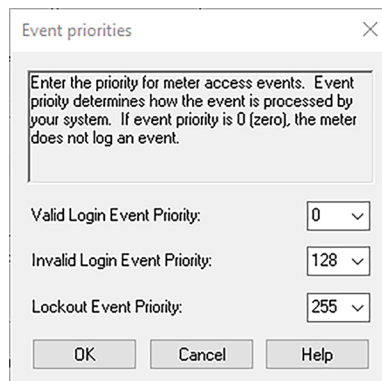 Event priorities
Enter the priority for meter access events. Event
prioity determines how the event is processed by
your system. If event priority is 0 (zero), the meter
does not log an event.
Valid Login Event Priority: 0
Invalid Login Event Priority: 128
Lockout Event Priority: 255
OK Cancel Help